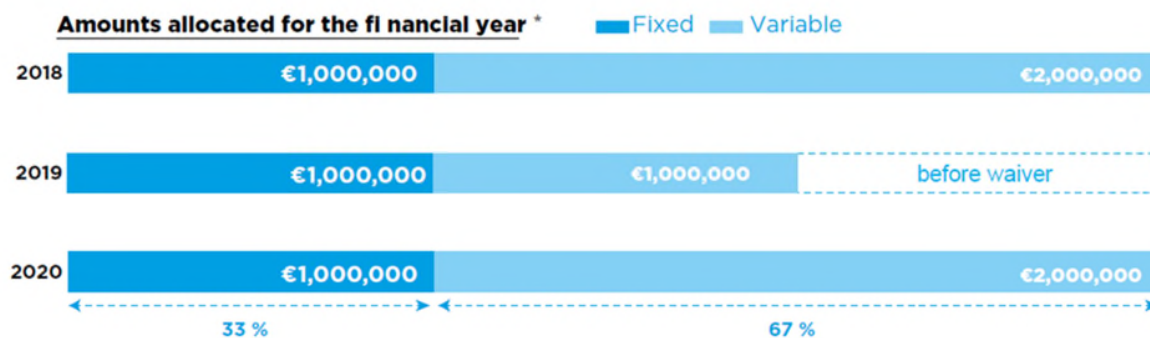 Amounts allocated for the fi nancial year * Fixed Variable
2018 €1,000,000 €2,000,000
2019 €1,000,000 €1,000,000 before waiver
2020 €1,000,000 €2,000,000
33 % 67 %